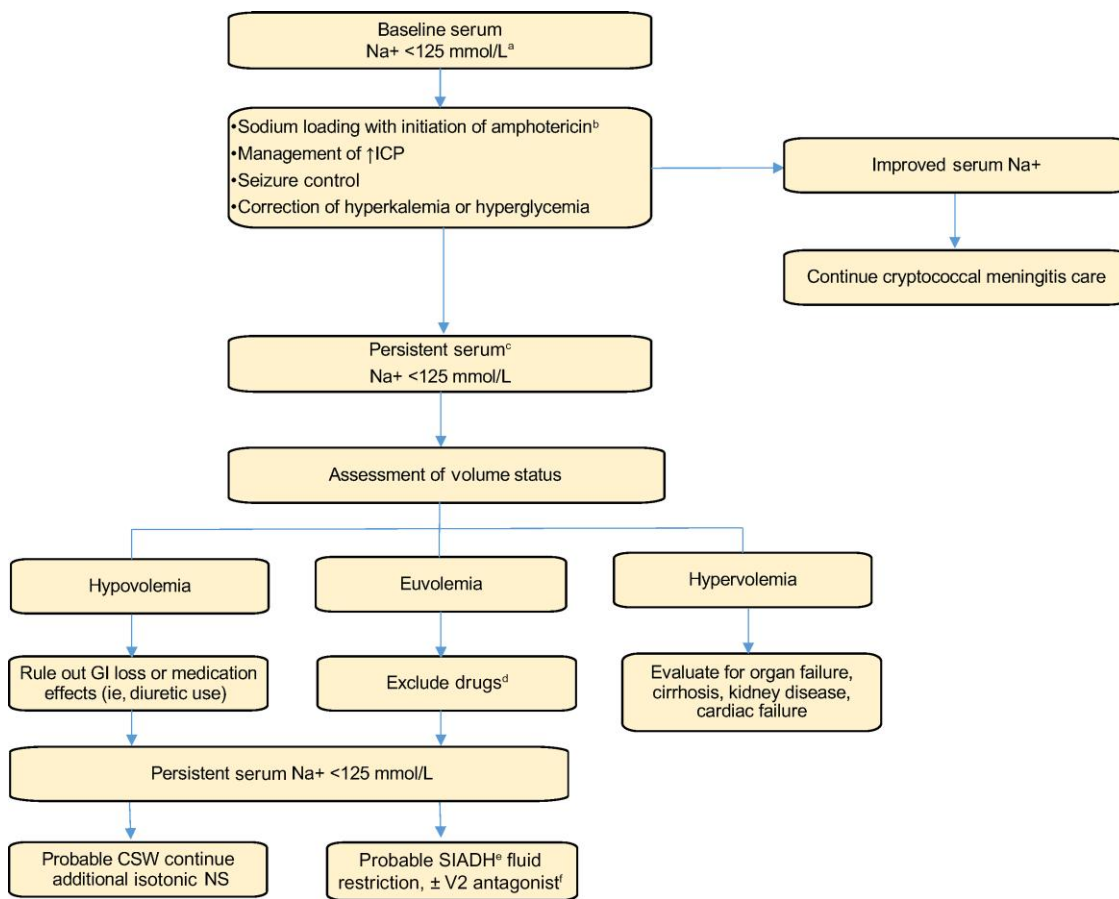 Baseline serum
Na+ <125 mmol/Lᵃ
•Sodium loading with initiation of amphotericinᵇ
•Management of ↑ICP
•Seizure control
•Correction of hyperkalemia or hyperglycemia
Improved serum Na+
Continue cryptococcal meningitis care
Persistent serumᶜ
Na+ <125 mmol/L
Assessment of volume status
Hypovolemia
Euvolemia
Hypervolemia
Rule out GI loss or medication
effects (ie, diuretic use)
Exclude drugsᵈ
Evaluate for organ failure,
cirrhosis, kidney disease,
cardiac failure
Persistent serum Na+ <125 mmol/L
Probable CSW continue
additional isotonic NS
Probable SIADHᵉ fluid
restriction, ± V2 antagonistᶠ